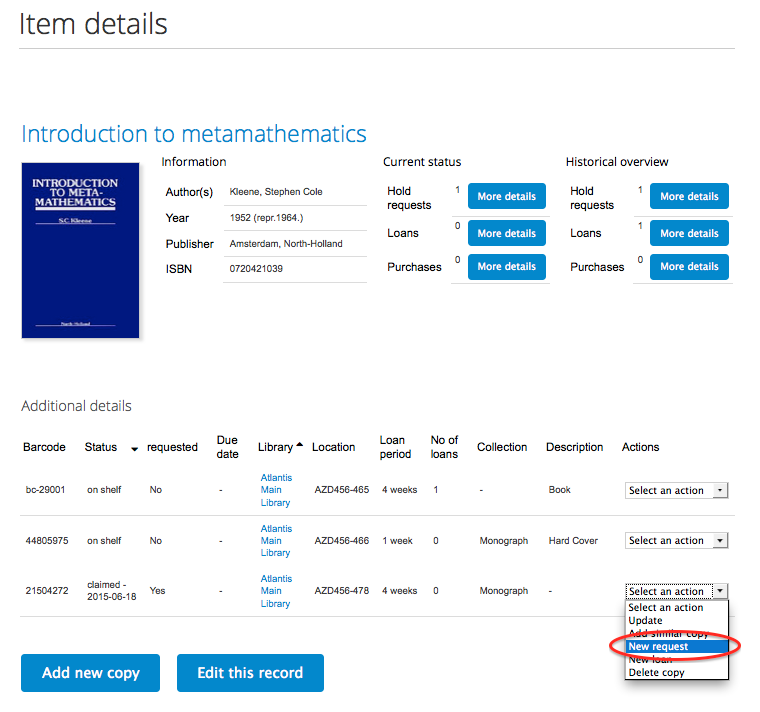 Item details
Introduction to metamathematics
INTRODUCTION
TO META-
MATHEMATICS
S.C. Kleene
North-Holland
Information
Author(s) Kleene, Stephen Cole
Year 1952 (repr.1964.)
Publisher Amsterdam, North-Holland
ISBN 0720421039
Current status
Hold requests 1 More details
Loans 0 More details
Purchases 0 More details
Historical overview
Hold requests 1 More details
Loans 1 More details
Purchases 0 More details
Additional details
Barcode Status requested Due date Library Location Loan period No of loans Collection Description Actions
bc-29001 on shelf No - Atlantis Main Library AZD456-465 4 weeks 1 - Book Select an action
44805975 on shelf No - Atlantis Main Library AZD456-466 1 week 0 Monograph Hard Cover Select an action
21504272 claimed - 2015-06-18 Yes - Atlantis Main Library AZD456-478 4 weeks 0 Monograph - Select an action
Select an action
Update
Add similar copy
New request
New loan
Delete copy
Add new copy Edit this record